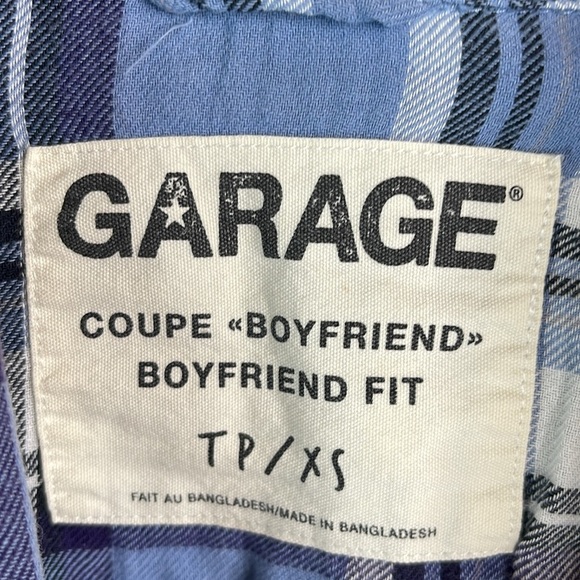 GARAGE®
COUPE «BOYFRIEND»
BOYFRIEND FIT
TP/XS
FAIT AU BANGLADESH/MADE IN BANGLADESH